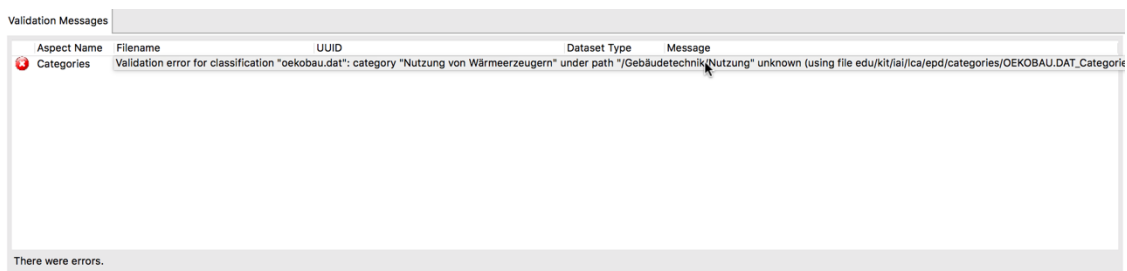 Validation Messages
Aspect Name Filename UUID Dataset Type Message
Categories Validation error for classification "oekobau.dat": category "Nutzung von Wärmeerzeugern" under path "/Gebäudetechnik/Nutzung" unknown (using file edu/kit/iai/lca/epd/categories/OEKOBAU.DAT_Categorie
There were errors.